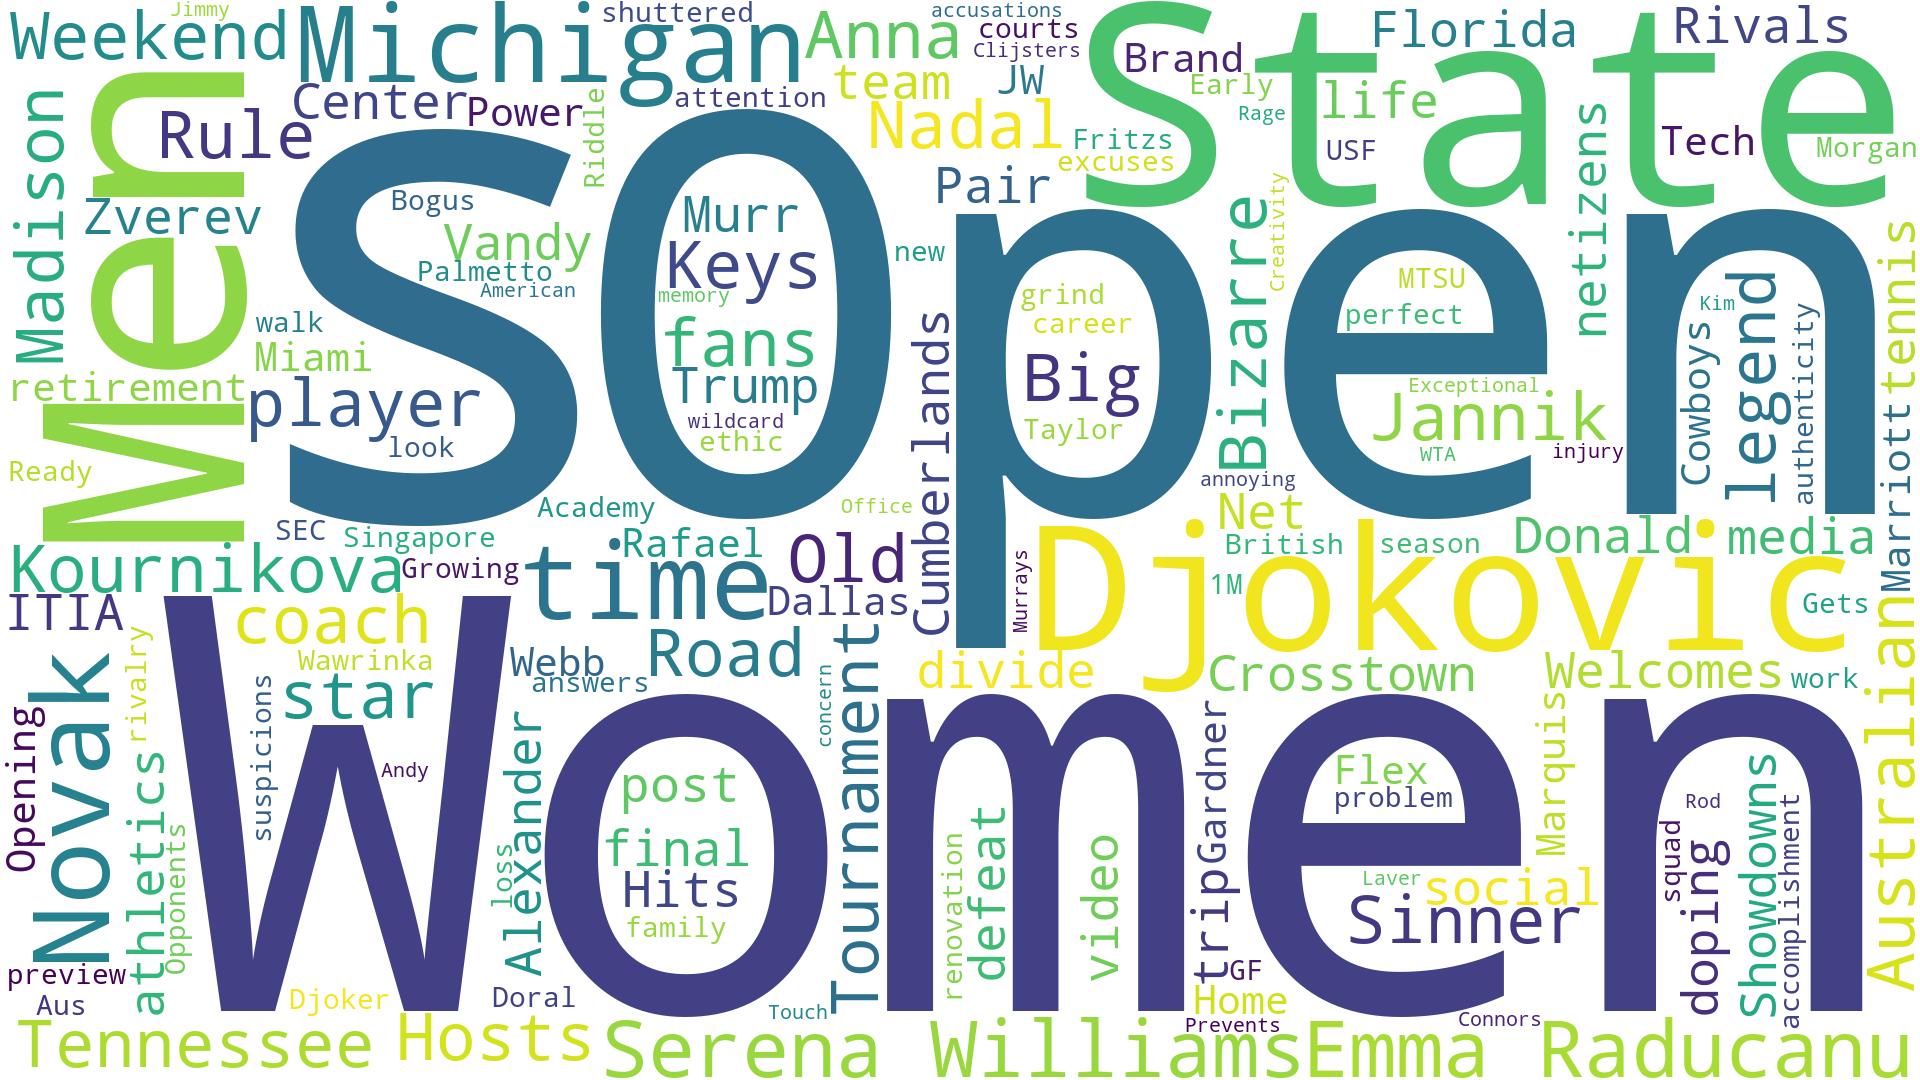 Jimmy
Weekend
Michigan
shuttered
Anna
accusations
courts
Clijsters
State
Brand
Florida
Rivals
Men
Madison
Rule
Center
Power
Riddle
attention
team
JW
Nadal
Early
Rage
life
Fritzs
excuses
USF
netizens
Tech
Morgan
Zverev
S
Open
Bogus
Vandy
Palmetto
American
Murr
Keys
memory
fans
Trump
wildcard
ethic
Pair
new
Bizarre
Creativity
MTSU
perfect
Kim
tennis
walk
Miami
retirement
player
look
Ready
Cumberlands
grind
career
Big
Taylor
Exceptional
Jannik
WTA
injury
Cowboys
legend
authenticity
Marriott
SEC
Singapore
Academy
Office
annoying
Net
British
season
Donald
media
Kournikova
Growing
time
Rafael
Old
Dallas
Murrays
Djokovic
1M
Gets
ITIA
coach
Wawrinka
Webb
answers
Road
Tournament
concern
divide
Crosstown
Welcomes
work
Australian
Women
Novak
rivalry
Opening
suspicions
star
Andy
Alexander
loss
post
final
Hits
family
renovation
defeat
video
trip
Gardner
Flex
problem
Marquis
Laver
social
Sinner
Rod
squad
doping
Showdowns
accomplishment
athletics
Opponents
preview
Aus
Djoker
Doral
Touch
GF
Home
Prevents
Connors
Tennessee
Hosts
Serena
Williams
Emma
Raducanu